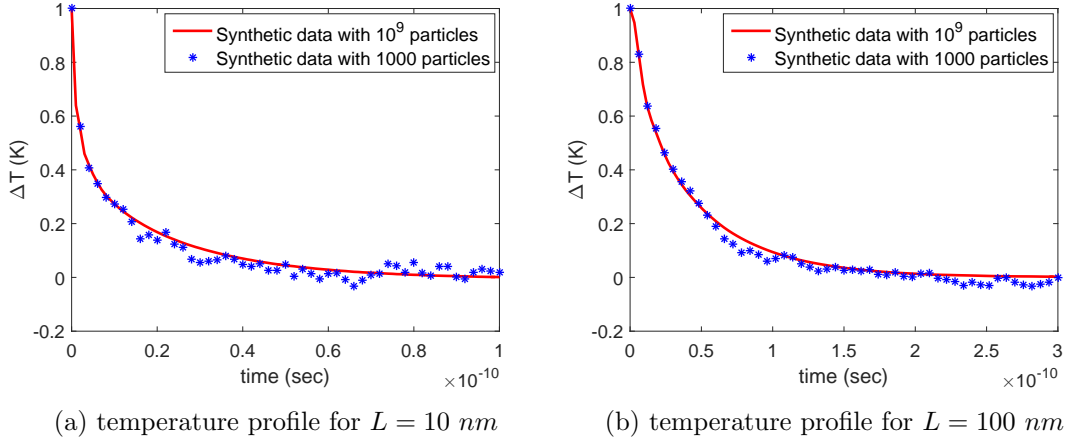 Synthetic data with 10⁹ particles
Synthetic data with 1000 particles
ΔT (K)
1
0.8
0.6
0.4
0.2
0
-0.2
0 0.2 0.4 0.6 0.8 1
time (sec) ×10⁻¹⁰
(a) temperature profile for L = 10 nm
Synthetic data with 10⁹ particles
Synthetic data with 1000 particles
ΔT (K)
1
0.8
0.6
0.4
0.2
0
-0.2
0 0.5 1 1.5 2 2.5 3
time (sec) ×10⁻¹⁰
(b) temperature profile for L = 100 nm